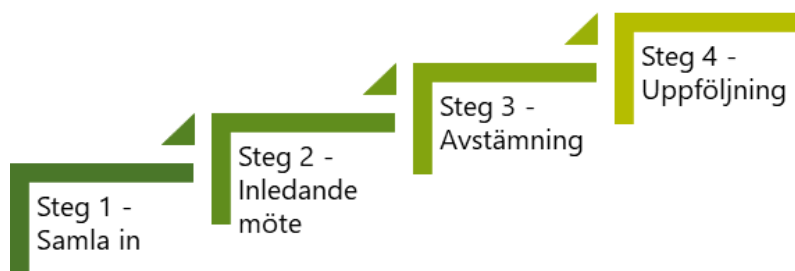 Steg 1 -
Samla in
Steg 2 -
Inledande
möte
Steg 3 -
Avstämning
Steg 4 -
Uppföljning